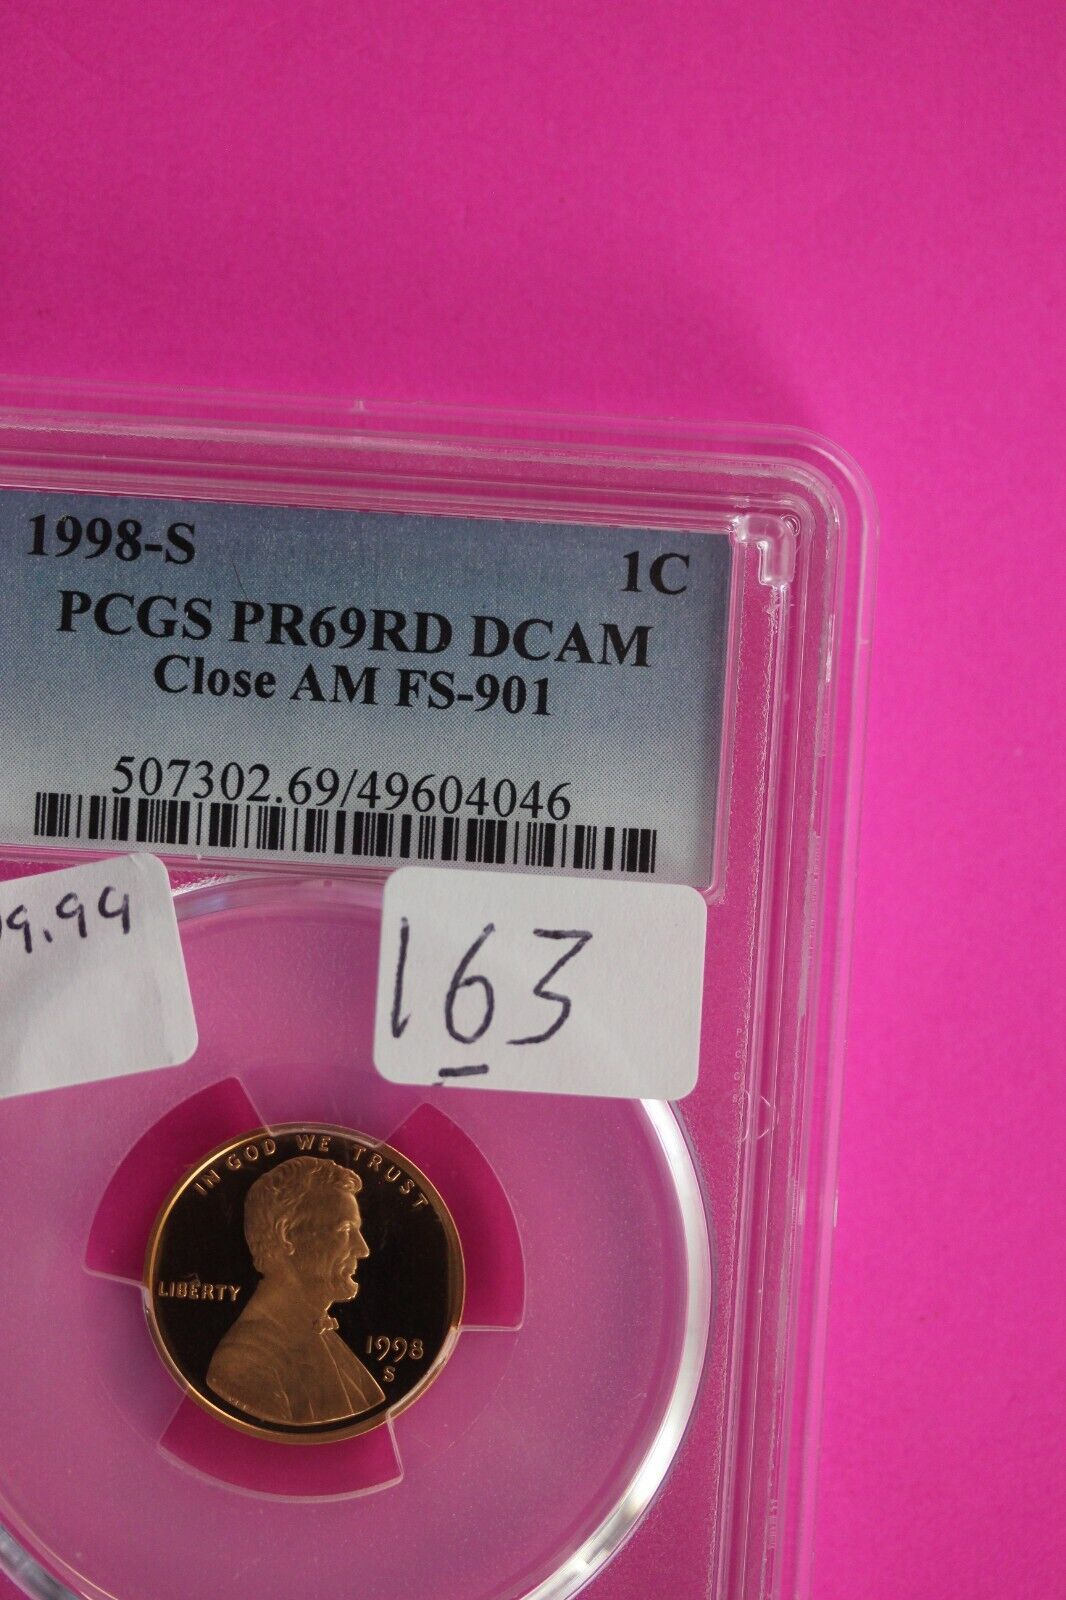 1998-S 1C
PCGS PR69RD DCAM
Close AM FS-901
507302.69/49604046
9.99
163
IN GOD WE TRUST
LIBERTY
1998
S